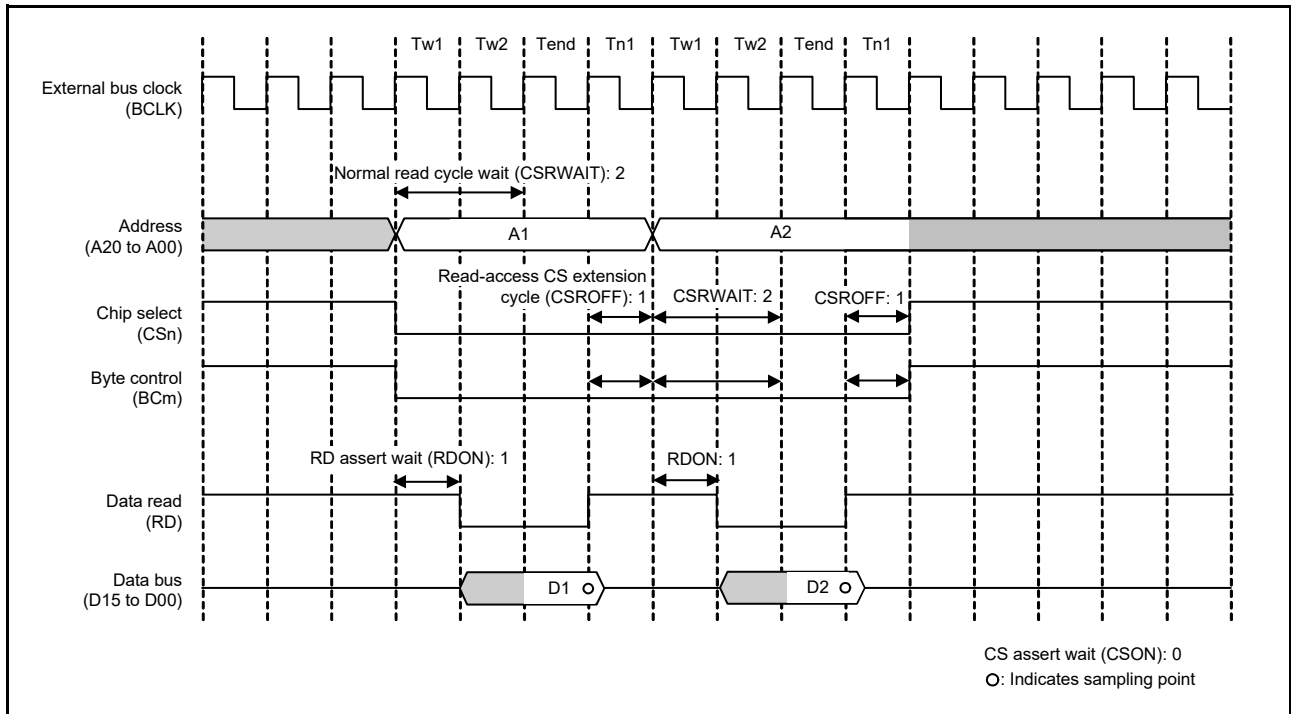 Tw1 Tw2 Tend Tn1 Tw1 Tw2 Tend Tn1
External bus clock
(BCLK)
Normal read cycle wait (CSRWAIT): 2
Address
(A20 to A00)
A1 A2
Read-access CS extension
cycle (CSROFF): 1
CSRWAIT: 2
CSROFF: 1
Chip select
(CSn)
Byte control
(BCm)
RD assert wait (RDON): 1
RDON: 1
Data read
(RD)
Data bus
(D15 to D00)
D1 D2
CS assert wait (CSON): 0
O: Indicates sampling point